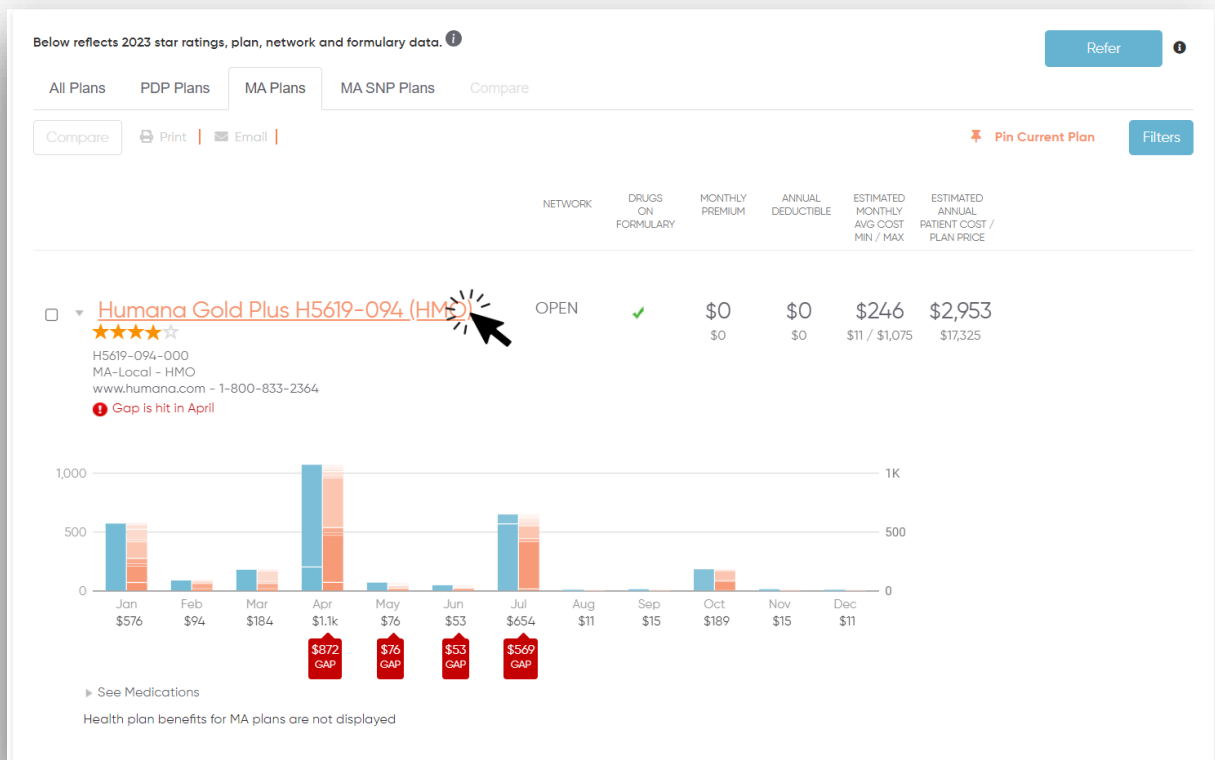 Below reflects 2023 star ratings, plan, network and formulary data.
Refer
All Plans PDP Plans MA Plans MA SNP Plans Compare
Compare Print Email Pin Current Plan Filters
NETWORK
DRUGS
ON
FORMULARY
MONTHLY
PREMIUM
ANNUAL
DEDUCTIBLE
ESTIMATED
MONTHLY
AVG COST
MIN / MAX
ESTIMATED
ANNUAL
PATIENT COST /
PLAN PRICE
Humana Gold Plus H5619-094 (HMO) OPEN $0 $0 $246 $2,953
$0 $0 $11 / $1,075 $17,325
H5619-094-000
MA-Local - HMO
www.humana.com - 1-800-833-2364
Gap is hit in April
1,000 1K
500 500
0 0
Jan Feb Mar Apr May Jun Jul Aug Sep Oct Nov Dec
$576 $94 $184 $1.1k $76 $53 $654 $11 $15 $189 $15 $11
$872 $76 $53 $569
GAP GAP GAP GAP
See Medications
Health plan benefits for MA plans are not displayed